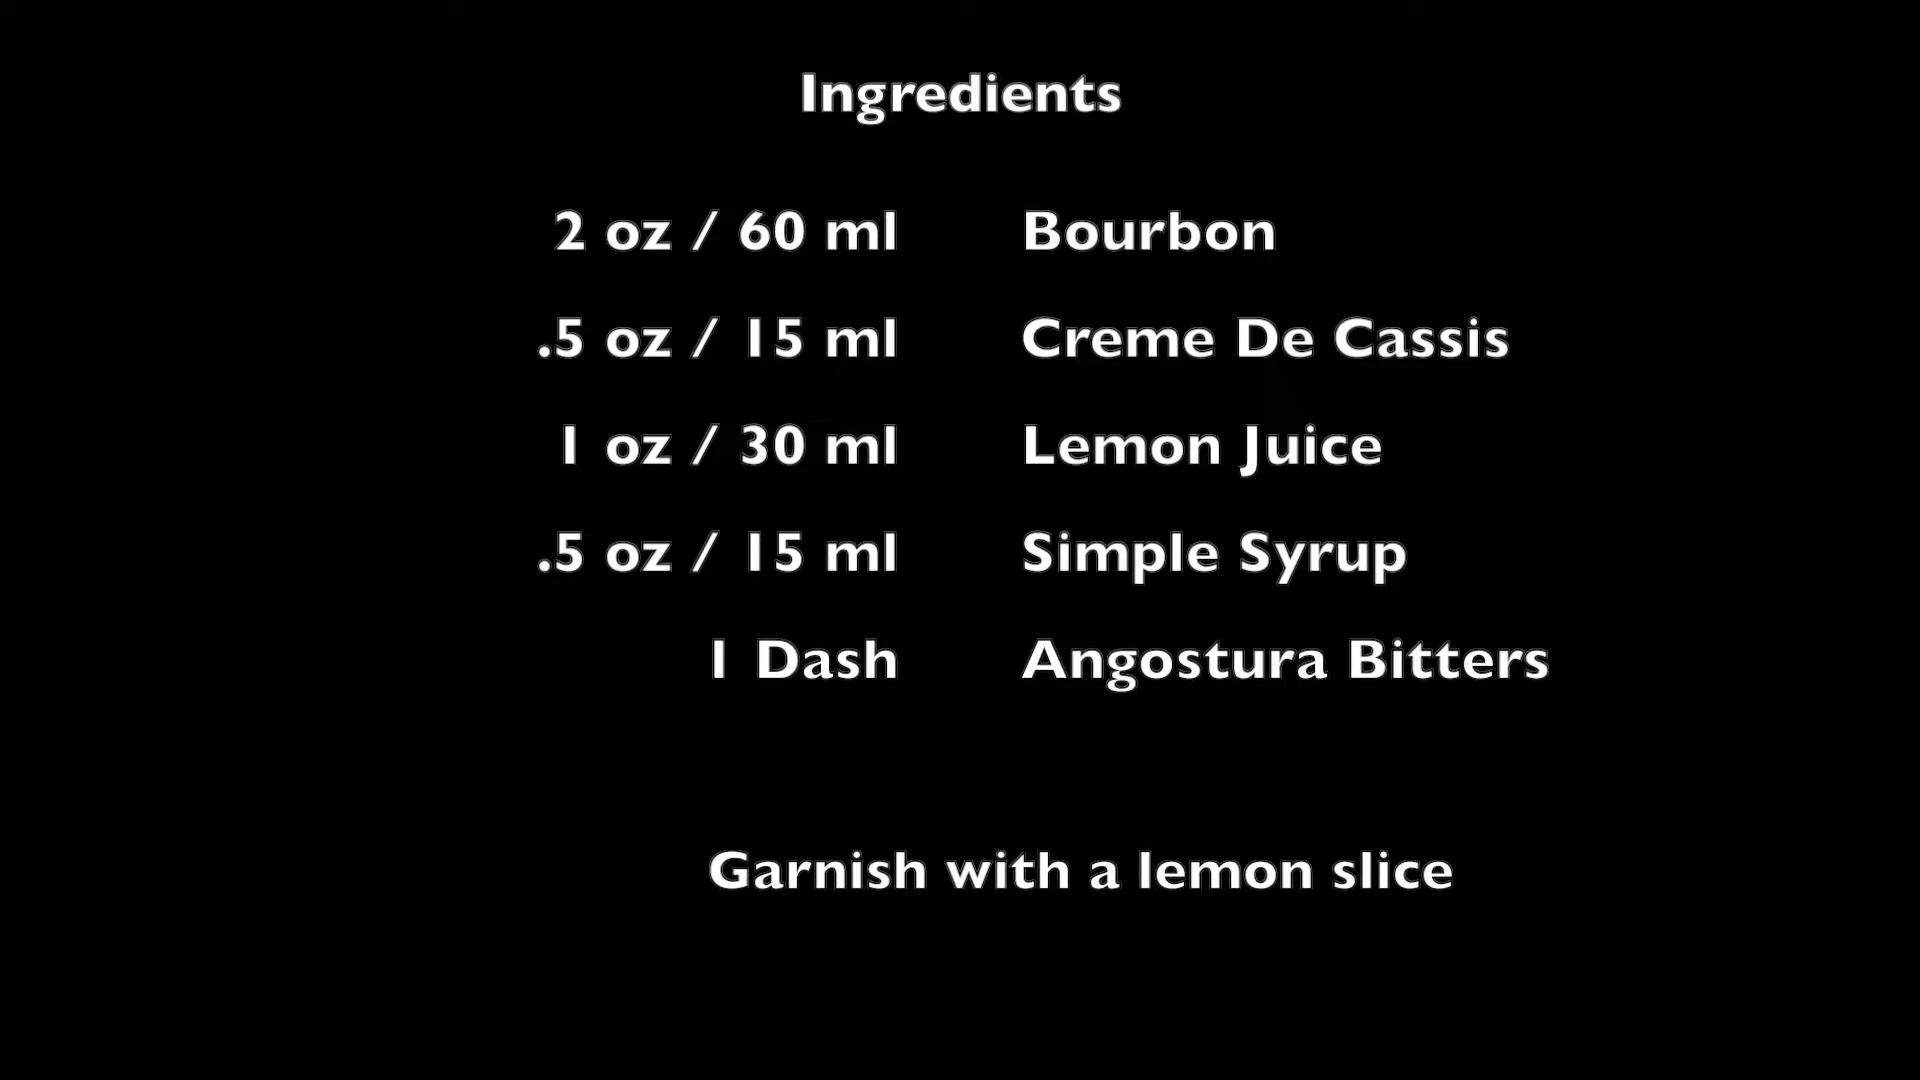 Ingredients
2 oz / 60 ml Bourbon
.5 oz / 15 ml Creme De Cassis
1 oz / 30 ml Lemon Juice
.5 oz / 15 ml Simple Syrup
1 Dash Angostura Bitters
Garnish with a lemon slice